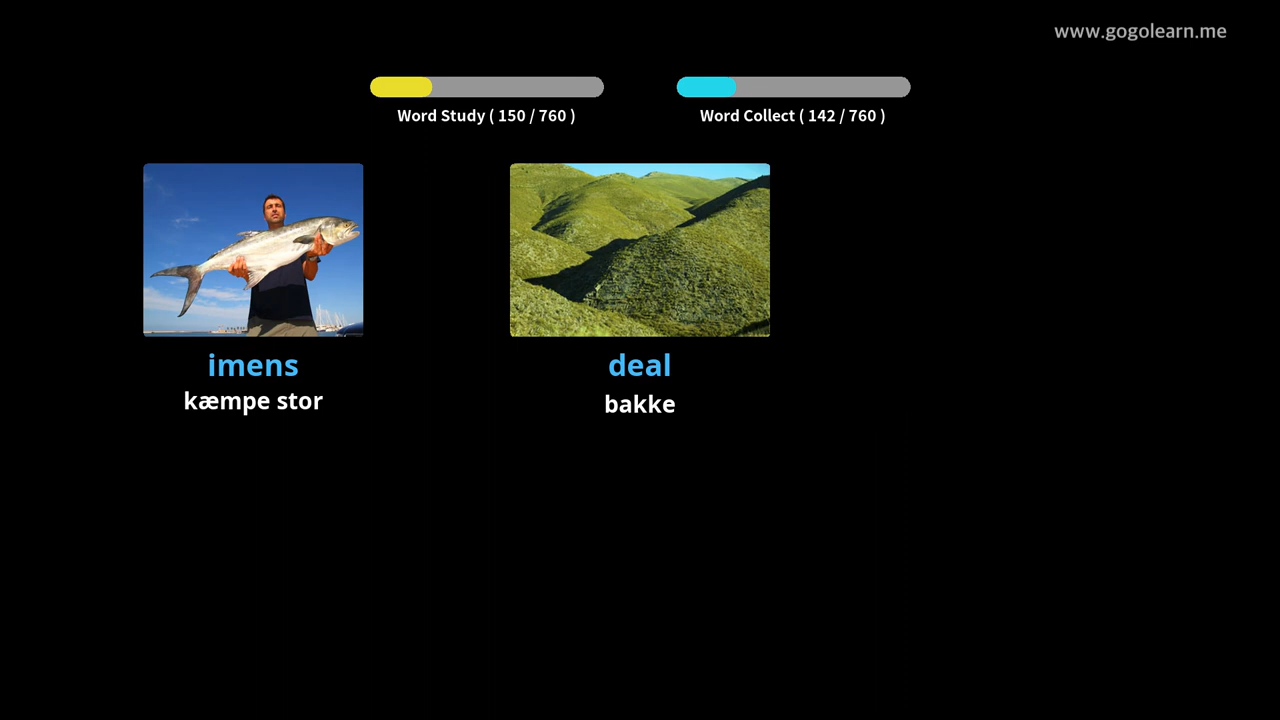 www.gogolearn.me
Word Study ( 150 / 760 )
Word Collect ( 142 / 760 )
imens
kæmpe stor
deal
bakke